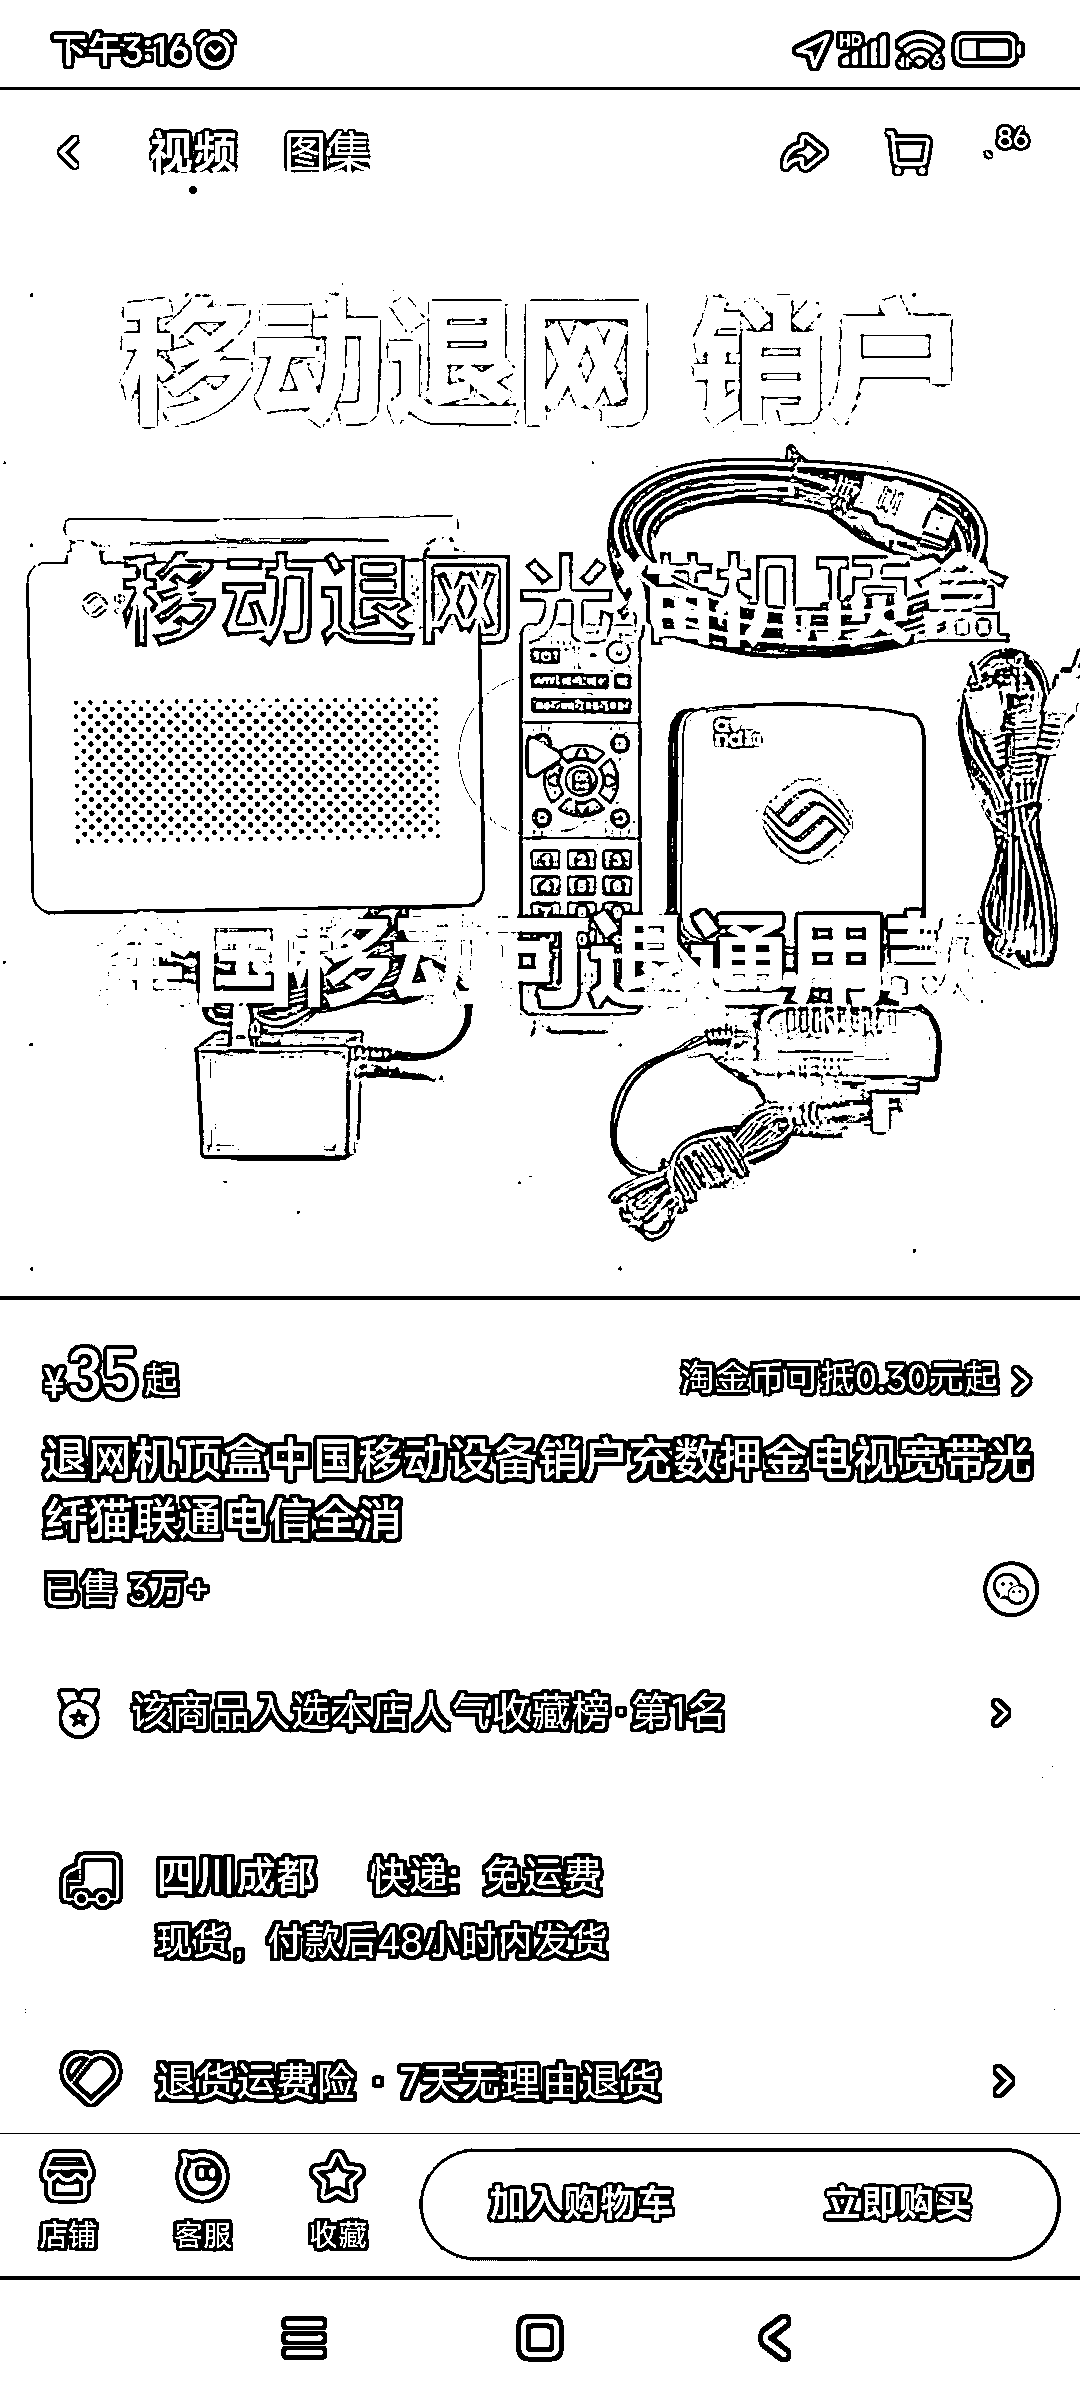 下午3:16
HD
视频 图集
86
移动退网 销户
移动退网光猫机顶盒
全国移动可退通用款
¥35起 淘金币可抵0.30元起
退网机顶盒中国移动设备销户充数押金电视宽带光
纤猫联通电信全消
已售 3万+
该商品入选本店人气收藏榜·第1名
四川成都 快递: 免运费
现货，付款后48小时内发货
退货运费险 · 7天无理由退货
店铺 客服 收藏 加入购物车 立即购买